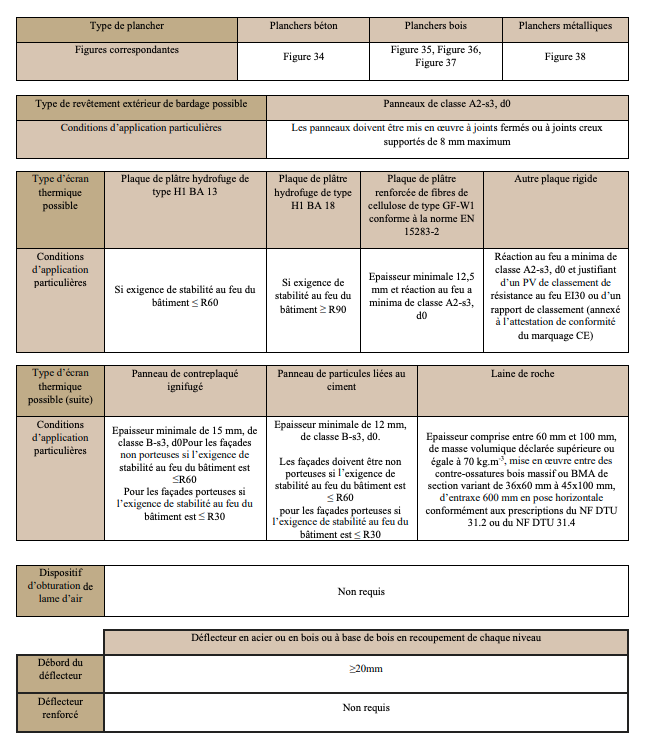 Type de plancher
Planchers béton
Planchers bois
Planchers métalliques
Figures correspondantes
Figure 34
Figure 35, Figure 36,
Figure 37
Figure 38
Type de revêtement extérieur de bardage possible
Panneaux de classe A2-s3, d0
Conditions d'application particulières
Les panneaux doivent être mis en œuvre à joints fermés ou à joints creux
supportés de 8 mm maximum
Type d'écran
thermique
possible
Plaque de plâtre hydrofuge de
type H1 BA 13
Plaque de plâtre
hydrofuge de type
H1 BA 18
Plaque de plâtre
renforcée de fibres de
cellulose de type GF-W1
conforme à la norme EN
15283-2
Autre plaque rigide
Conditions
d'application
particulières
Si exigence de stabilité au feu du
bâtiment ≤ R60
Si exigence de
stabilité au feu du
bâtiment ≥ R90
Epaisseur minimale 12,5
mm et réaction au feu a
minima de classe A2-s3,
d0
Réaction au feu a minima de
classe A2-s3, d0 et justifiant
d'un PV de classement de
résistance au feu EI30 ou d'un
rapport de classement (annexé
à l'attestation de conformité
du marquage CE)
Type d'écran
thermique
possible (suite)
Panneau de contreplaqué
ignifugé
Panneau de particules liées au
ciment
Laine de roche
Conditions
d'application
particulières
Epaisseur minimale de 15 mm, de
classe B-s3, d0Pour les façades
non porteuses si l'exigence de
stabilité au feu du bâtiment est
≤R60
Pour les façades porteuses si
l'exigence de stabilité au feu du
bâtiment est ≤ R30
Epaisseur minimale de 12 mm,
de classe B-s3, d0.
Les façades doivent être non
porteuses si l'exigence de
stabilité au feu du bâtiment est
≤ R60
pour les façades porteuses si
l'exigence de stabilité au feu du
bâtiment est ≤ R30
Epaisseur comprise entre 60 mm et 100 mm,
de masse volumique déclarée supérieure ou
égale à 70 kg.m⁻³, mise en œuvre entre des
contre-ossatures bois massif ou BMA de
section variant de 36x60 mm à 45x100 mm,
d'entraxe 600 mm en pose horizontale
conformément aux prescriptions du NF DTU
31.2 ou du NF DTU 31.4
Dispositif
d'obturation de
lame d'air
Non requis
Déflecteur en acier ou en bois ou à base de bois en recoupement de chaque niveau
Débord du
déflecteur
≥20mm
Déflecteur
renforcé
Non requis